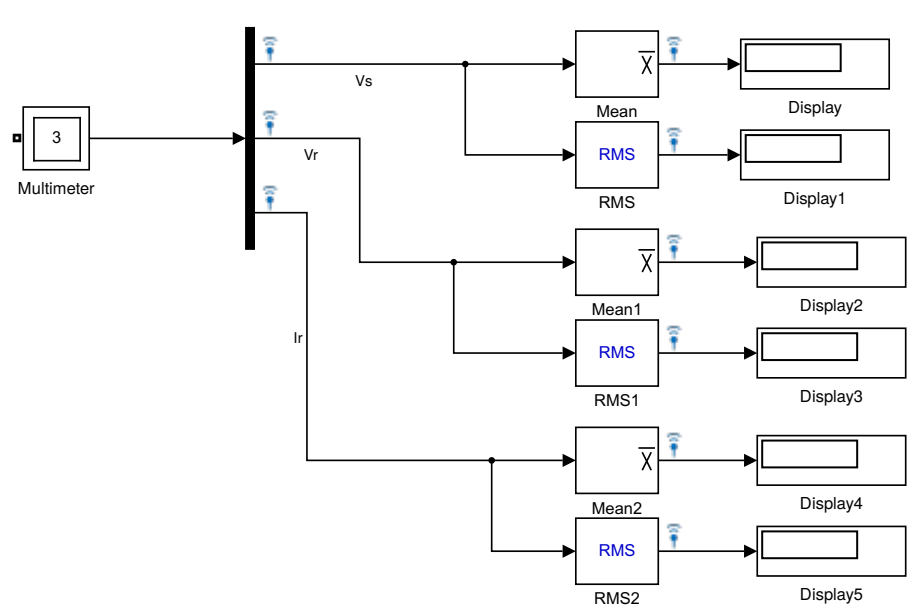 Vs
X
Mean
Display
3
Multimeter
Vr
RMS
RMS
Display1
X
Mean1
Display2
Ir
RMS
RMS1
Display3
X
Mean2
Display4
RMS
RMS2
Display5